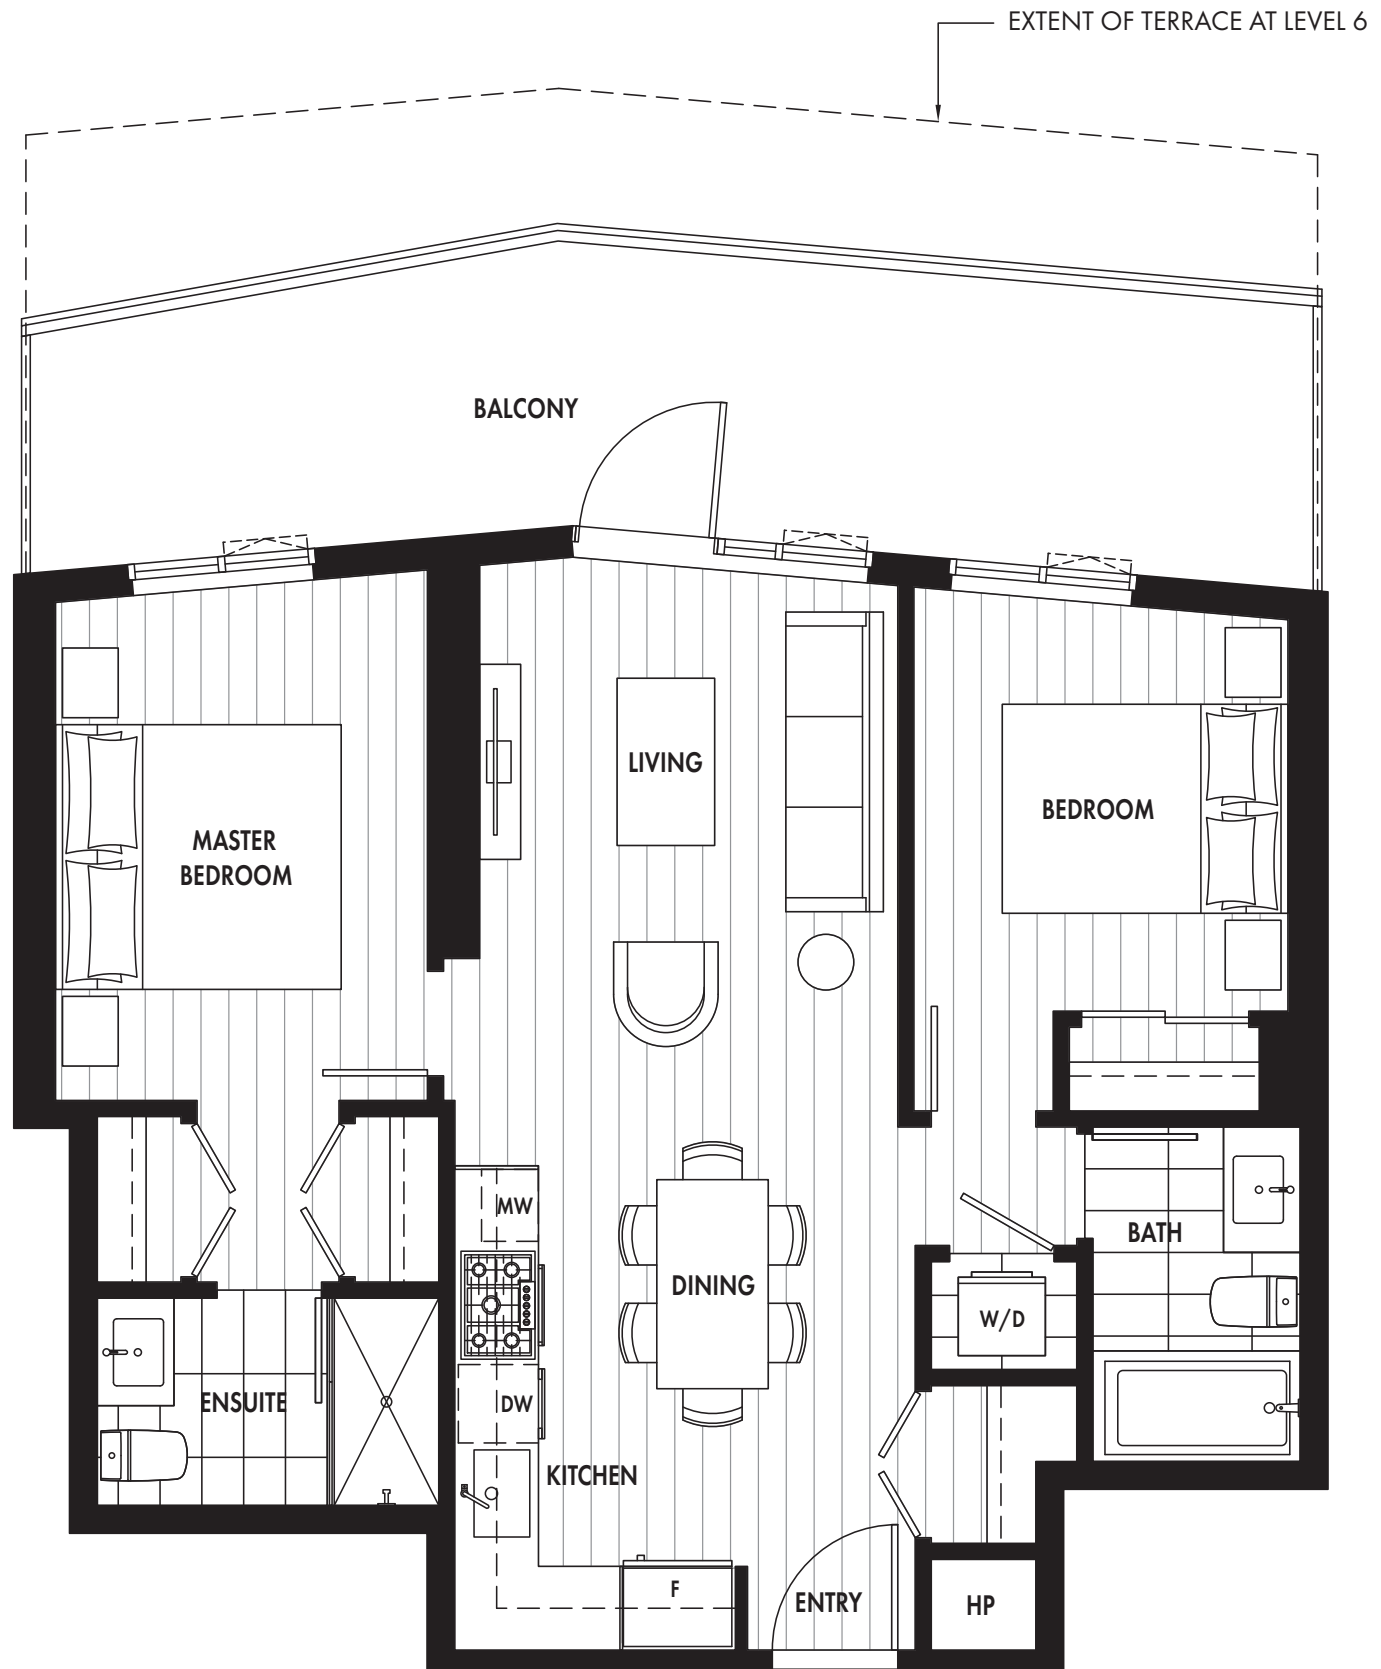 EXTENT OF TERRACE AT LEVEL 6
BALCONY
LIVING
BEDROOM
MASTER
BEDROOM
MW
BATH
DINING
W/D
ENSUITE
DW
KITCHEN
F
ENTRY
HP